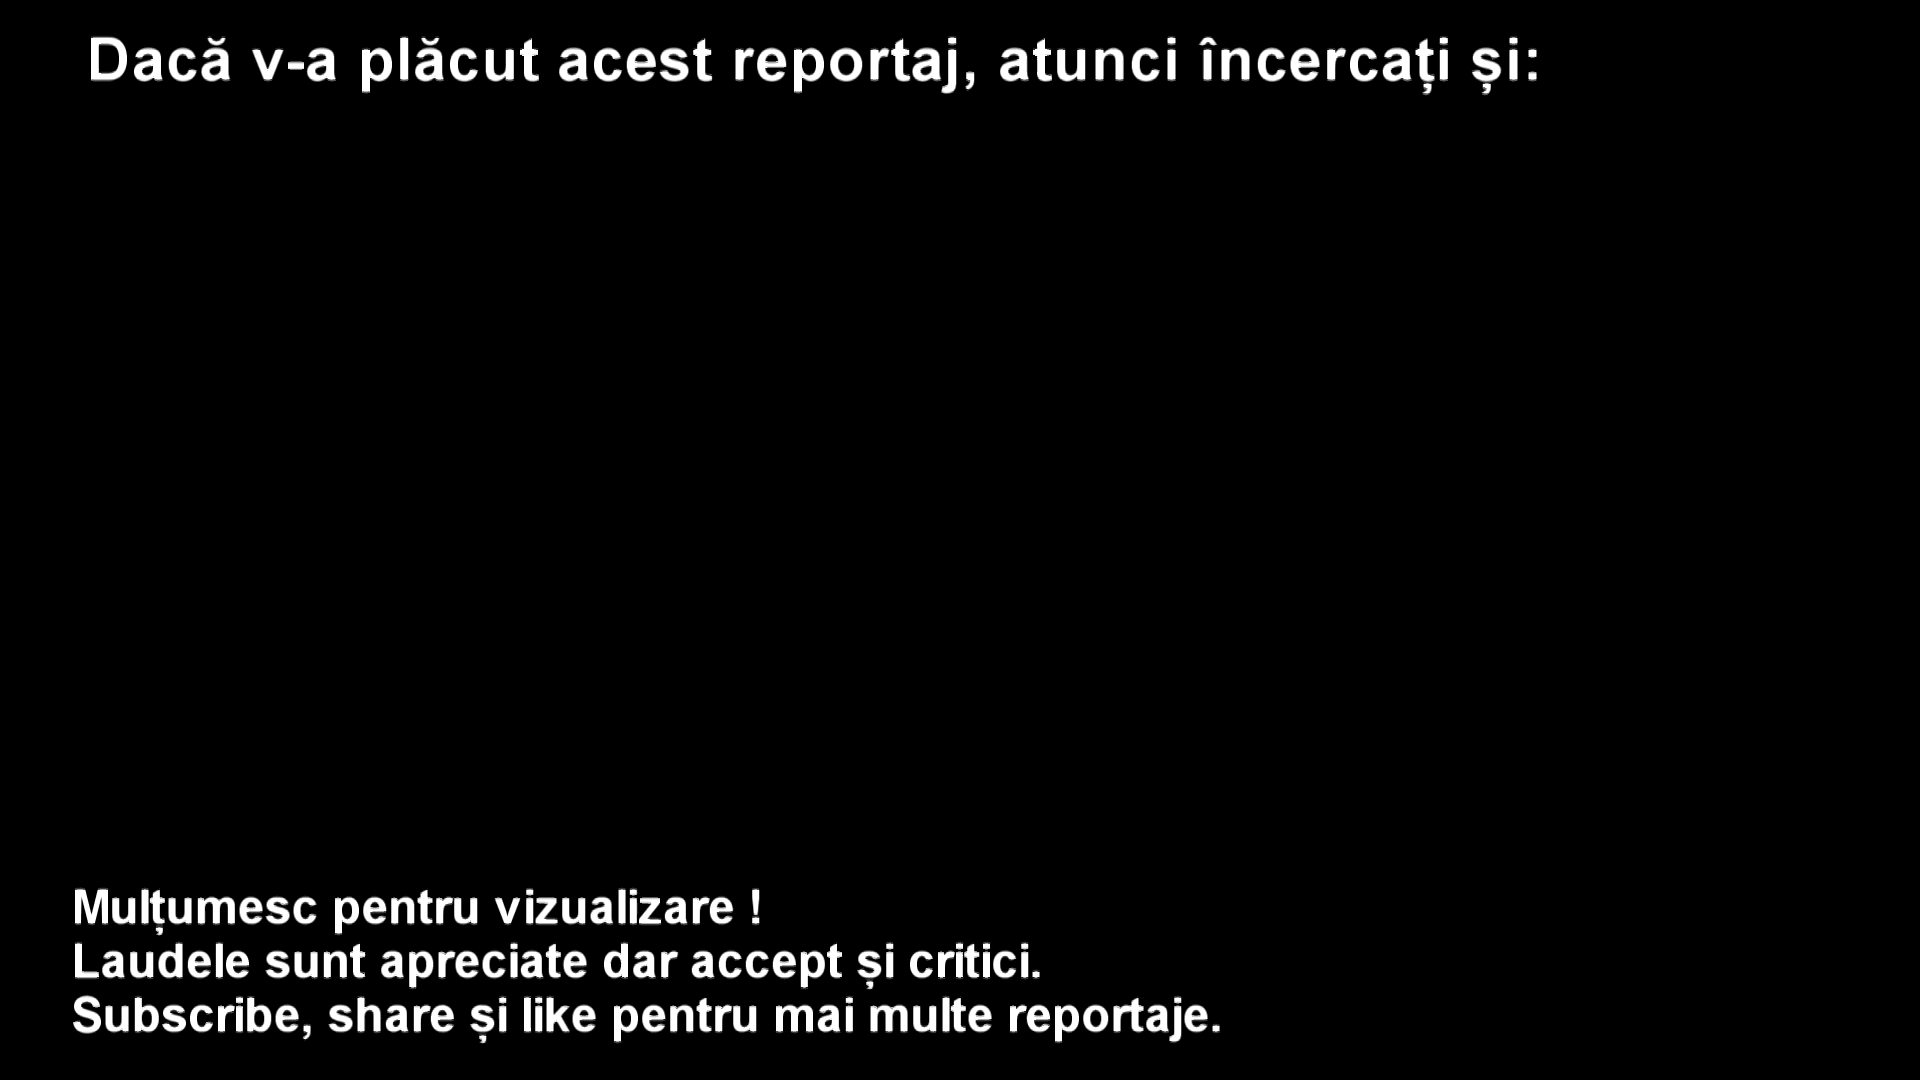 Dacă v-a plăcut acest reportaj, atunci încercați și:
Mulțumesc pentru vizualizare !
Laudele sunt apreciate dar accept și critici.
Subscribe, share și like pentru mai multe reportaje.